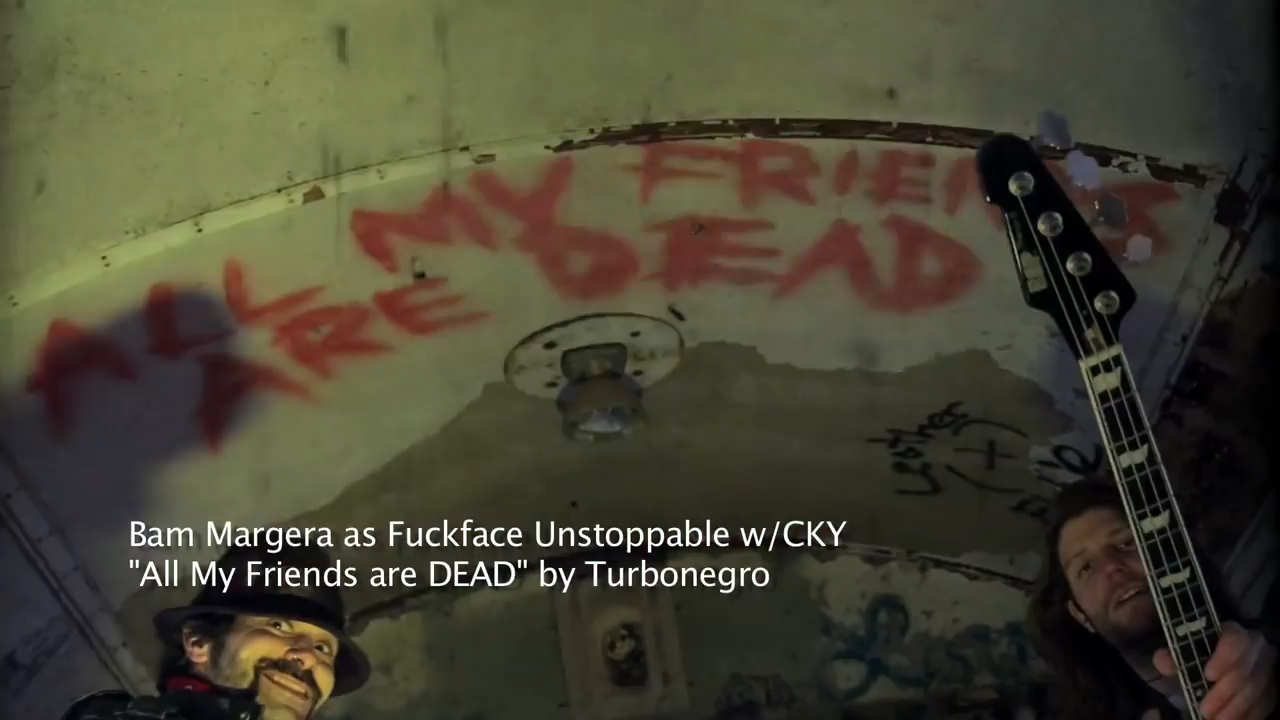 ALL MY FRIENDS
ARE DEAD
Bam Margera as Fuckface Unstoppable w/CKY
"All My Friends are DEAD" by Turbonegro